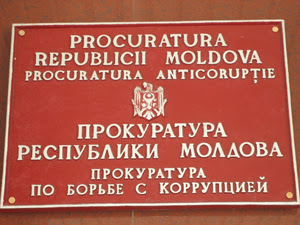 PROCURATURA
REPUBLICII MOLDOVA
PROCURATURA ANTICORUPȚIE
ПРОКУРАТУРА
РЕСПУБЛИКИ МОЛДОВА
ПРОКУРАТУРА
ПО БОРЬБЕ С КОРРУПЦИЕЙ